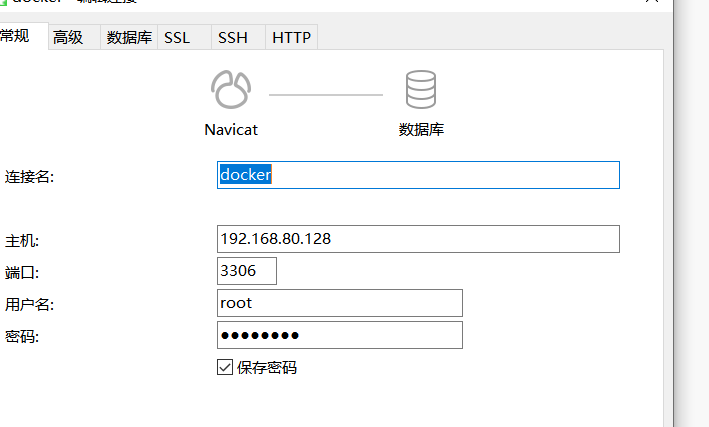 常规 高级 数据库 SSL SSH HTTP
Navicat 数据库
连接名: docker
主机: 192.168.80.128
端口: 3306
用户名: root
密码: ●●●●●●●●
保存密码